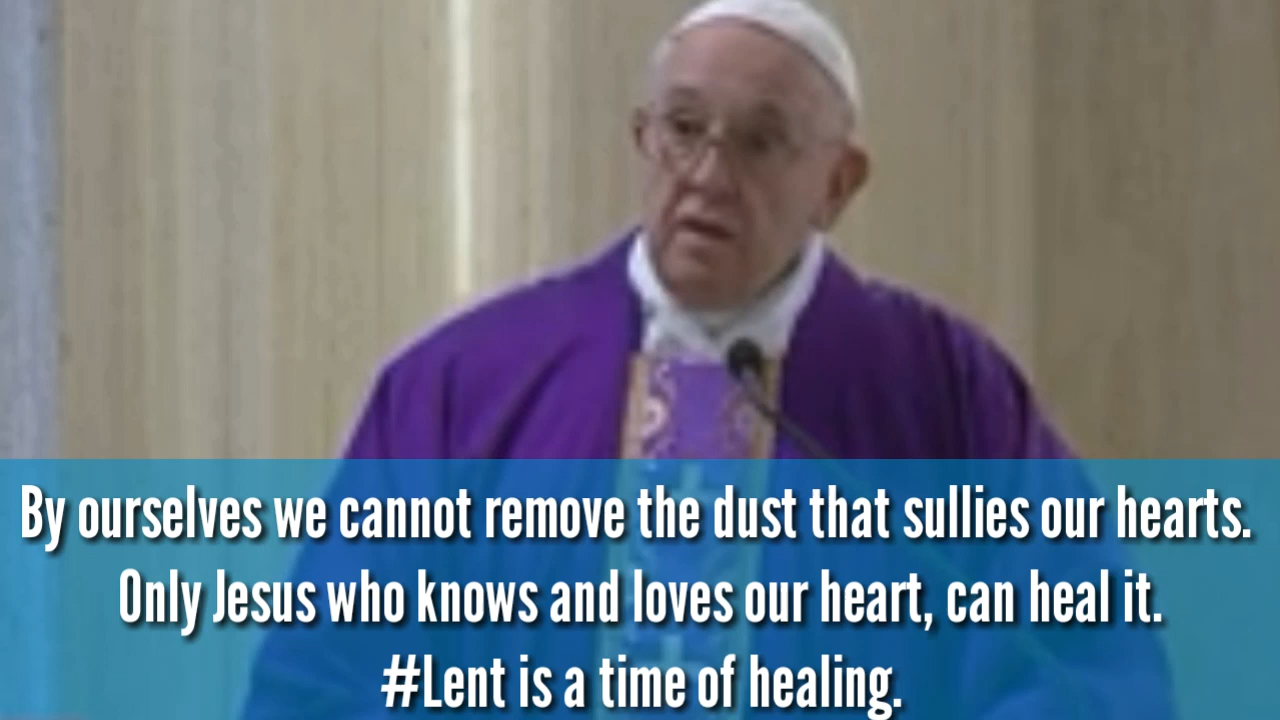 By ourselves we cannot remove the dust that sullies our hearts.
Only Jesus who knows and loves our heart, can heal it.
#Lent is a time of healing.